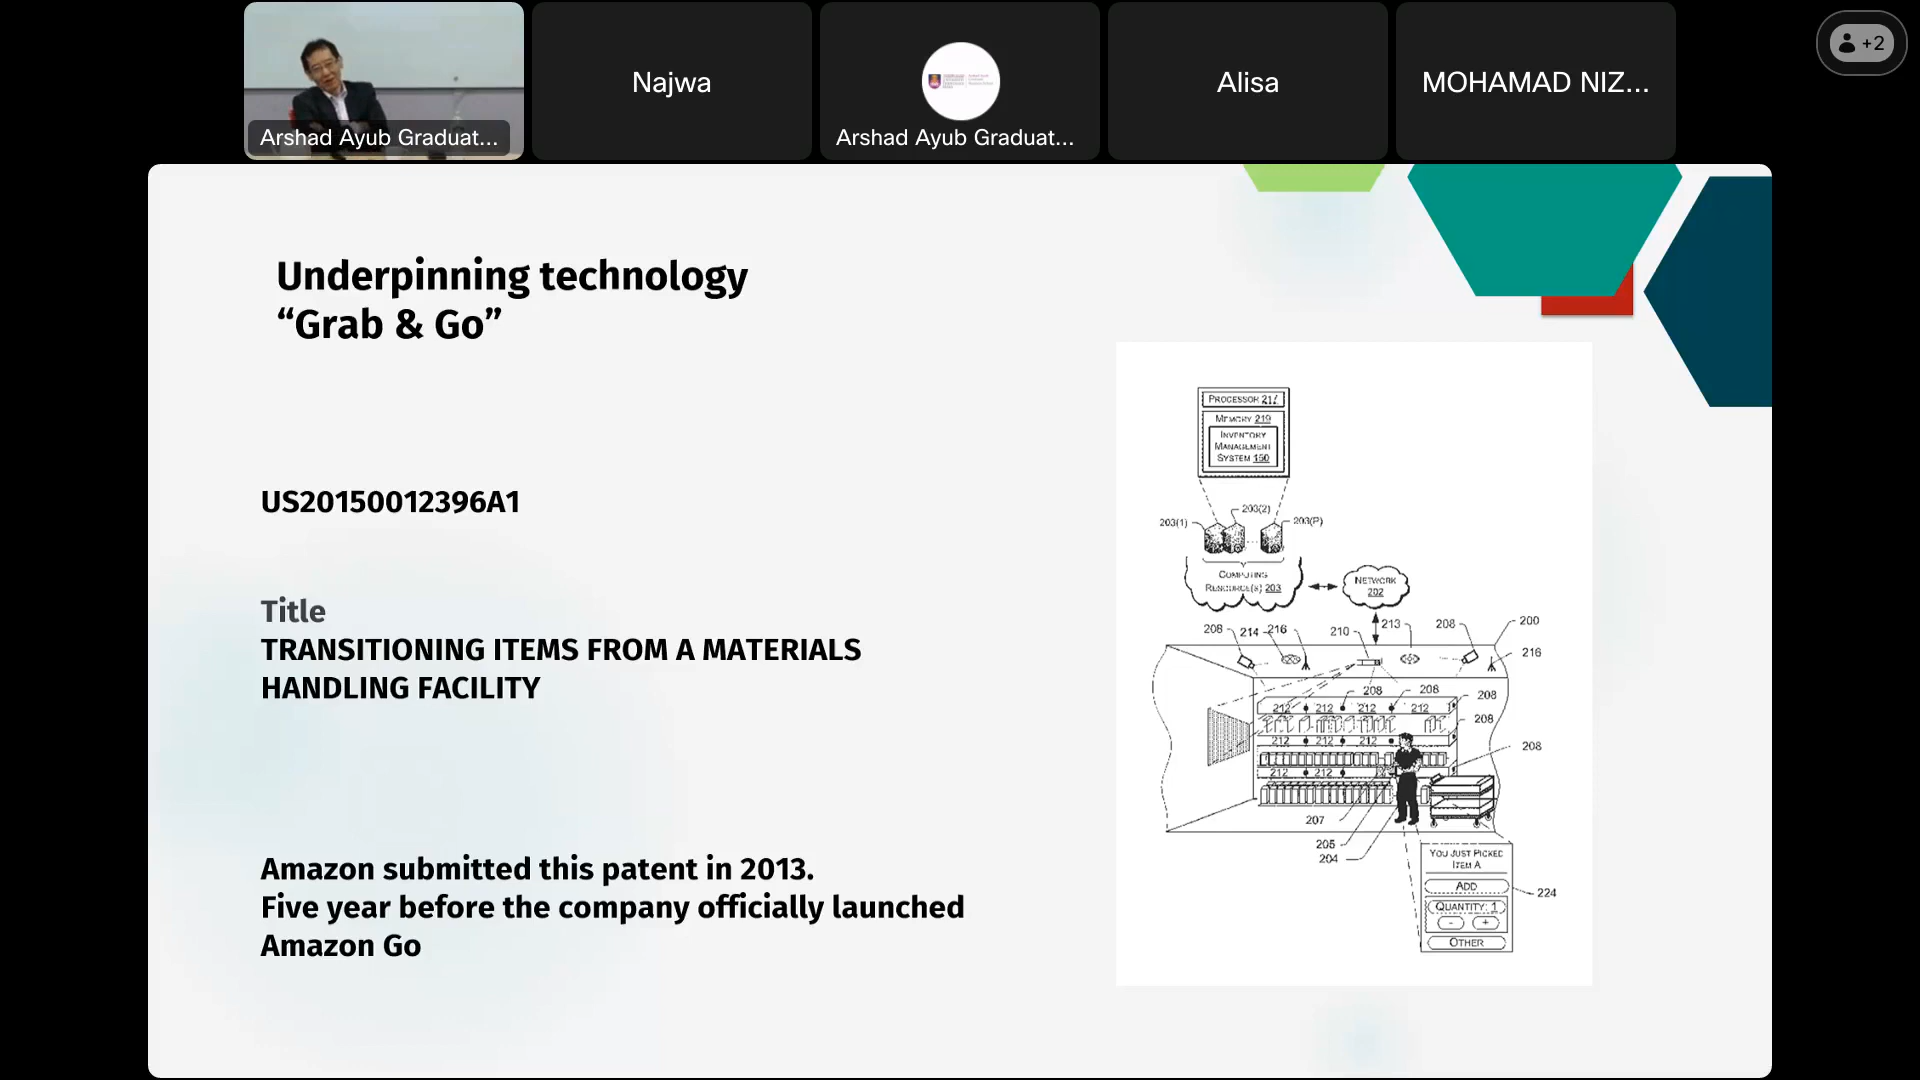 Arshad Ayub Graduat...
Najwa
Arshad Ayub Graduat...
Alisa
MOHAMAD NIZ...
+2
Underpinning technology
“Grab & Go”
US20150012396A1
Title
TRANSITIONING ITEMS FROM A MATERIALS
HANDLING FACILITY
Amazon submitted this patent in 2013.
Five year before the company officially launched
Amazon Go
PROCESSOR 217
MEMORY 219
INVENTORY
MANAGEMENT
SYSTEM 150
203(1)
203(2)
203(P)
COMPUTING
RESOURCE(S) 203
NETWORK
202
208
214
216
210
213
208
200
216
208
208
208
212
212
212
212
208
212
212
212
208
212
212
207
205
204
YOU JUST PICKED
ITEM A
ADD
QUANTITY: 1
- +
OTHER
224